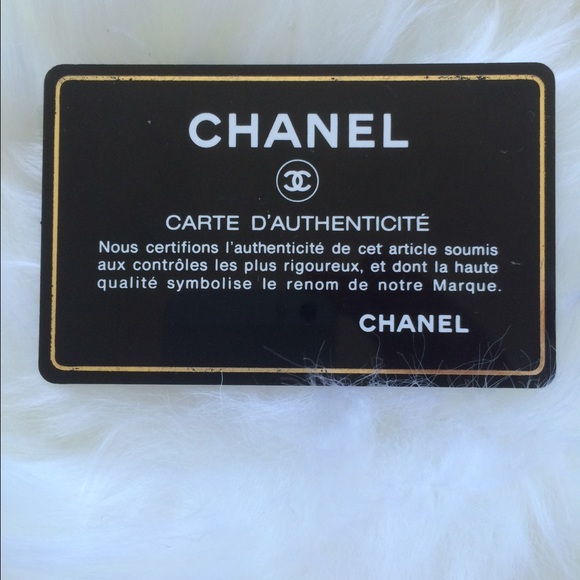 CHANEL
CARTE D'AUTHENTICITÉ
Nous certifions l'authenticité de cet article soumis
aux contrôles les plus rigoureux, et dont la haute
qualité symbolise le renom de notre Marque.
CHANEL